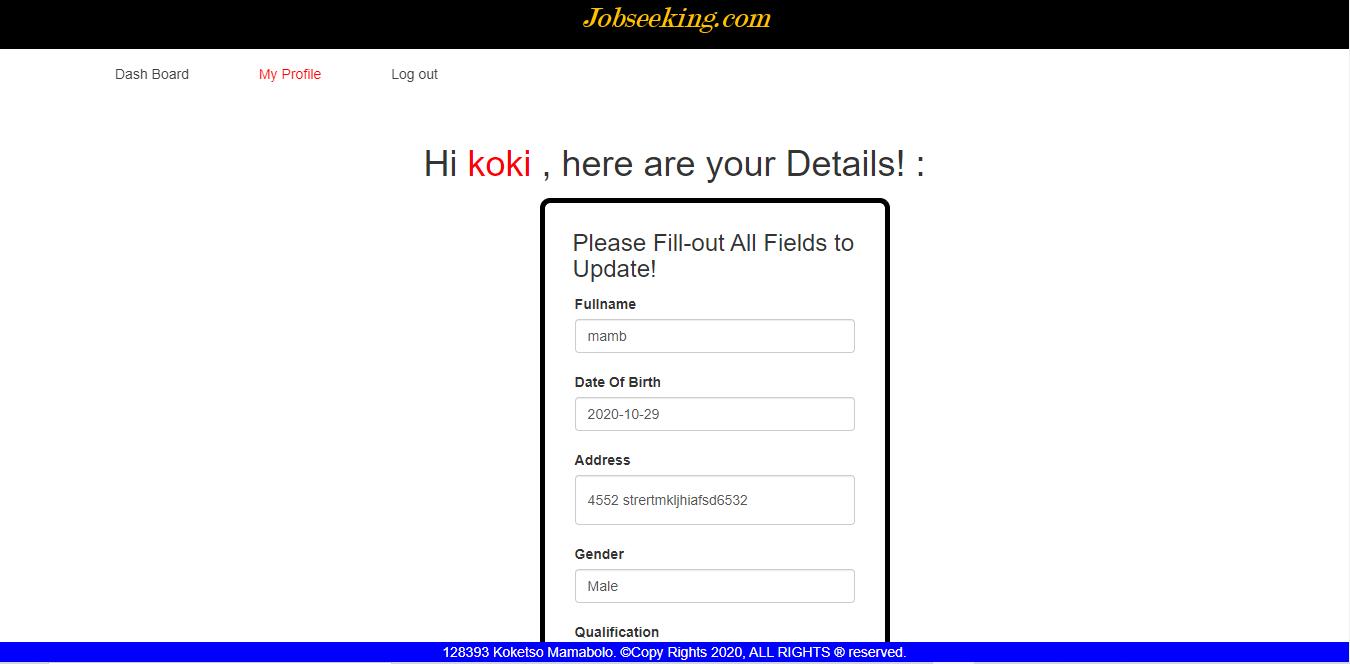 Jobseeking.com
Dash Board My Profile Log out
Hi koki , here are your Details! :
Please Fill-out All Fields to
Update!
Fullname
mamb
Date Of Birth
2020-10-29
Address
4552 strertmkljhiafsd6532
Gender
Male
Qualification
128393 Koketso Mamabolo. ©Copy Rights 2020, ALL RIGHTS ® reserved.